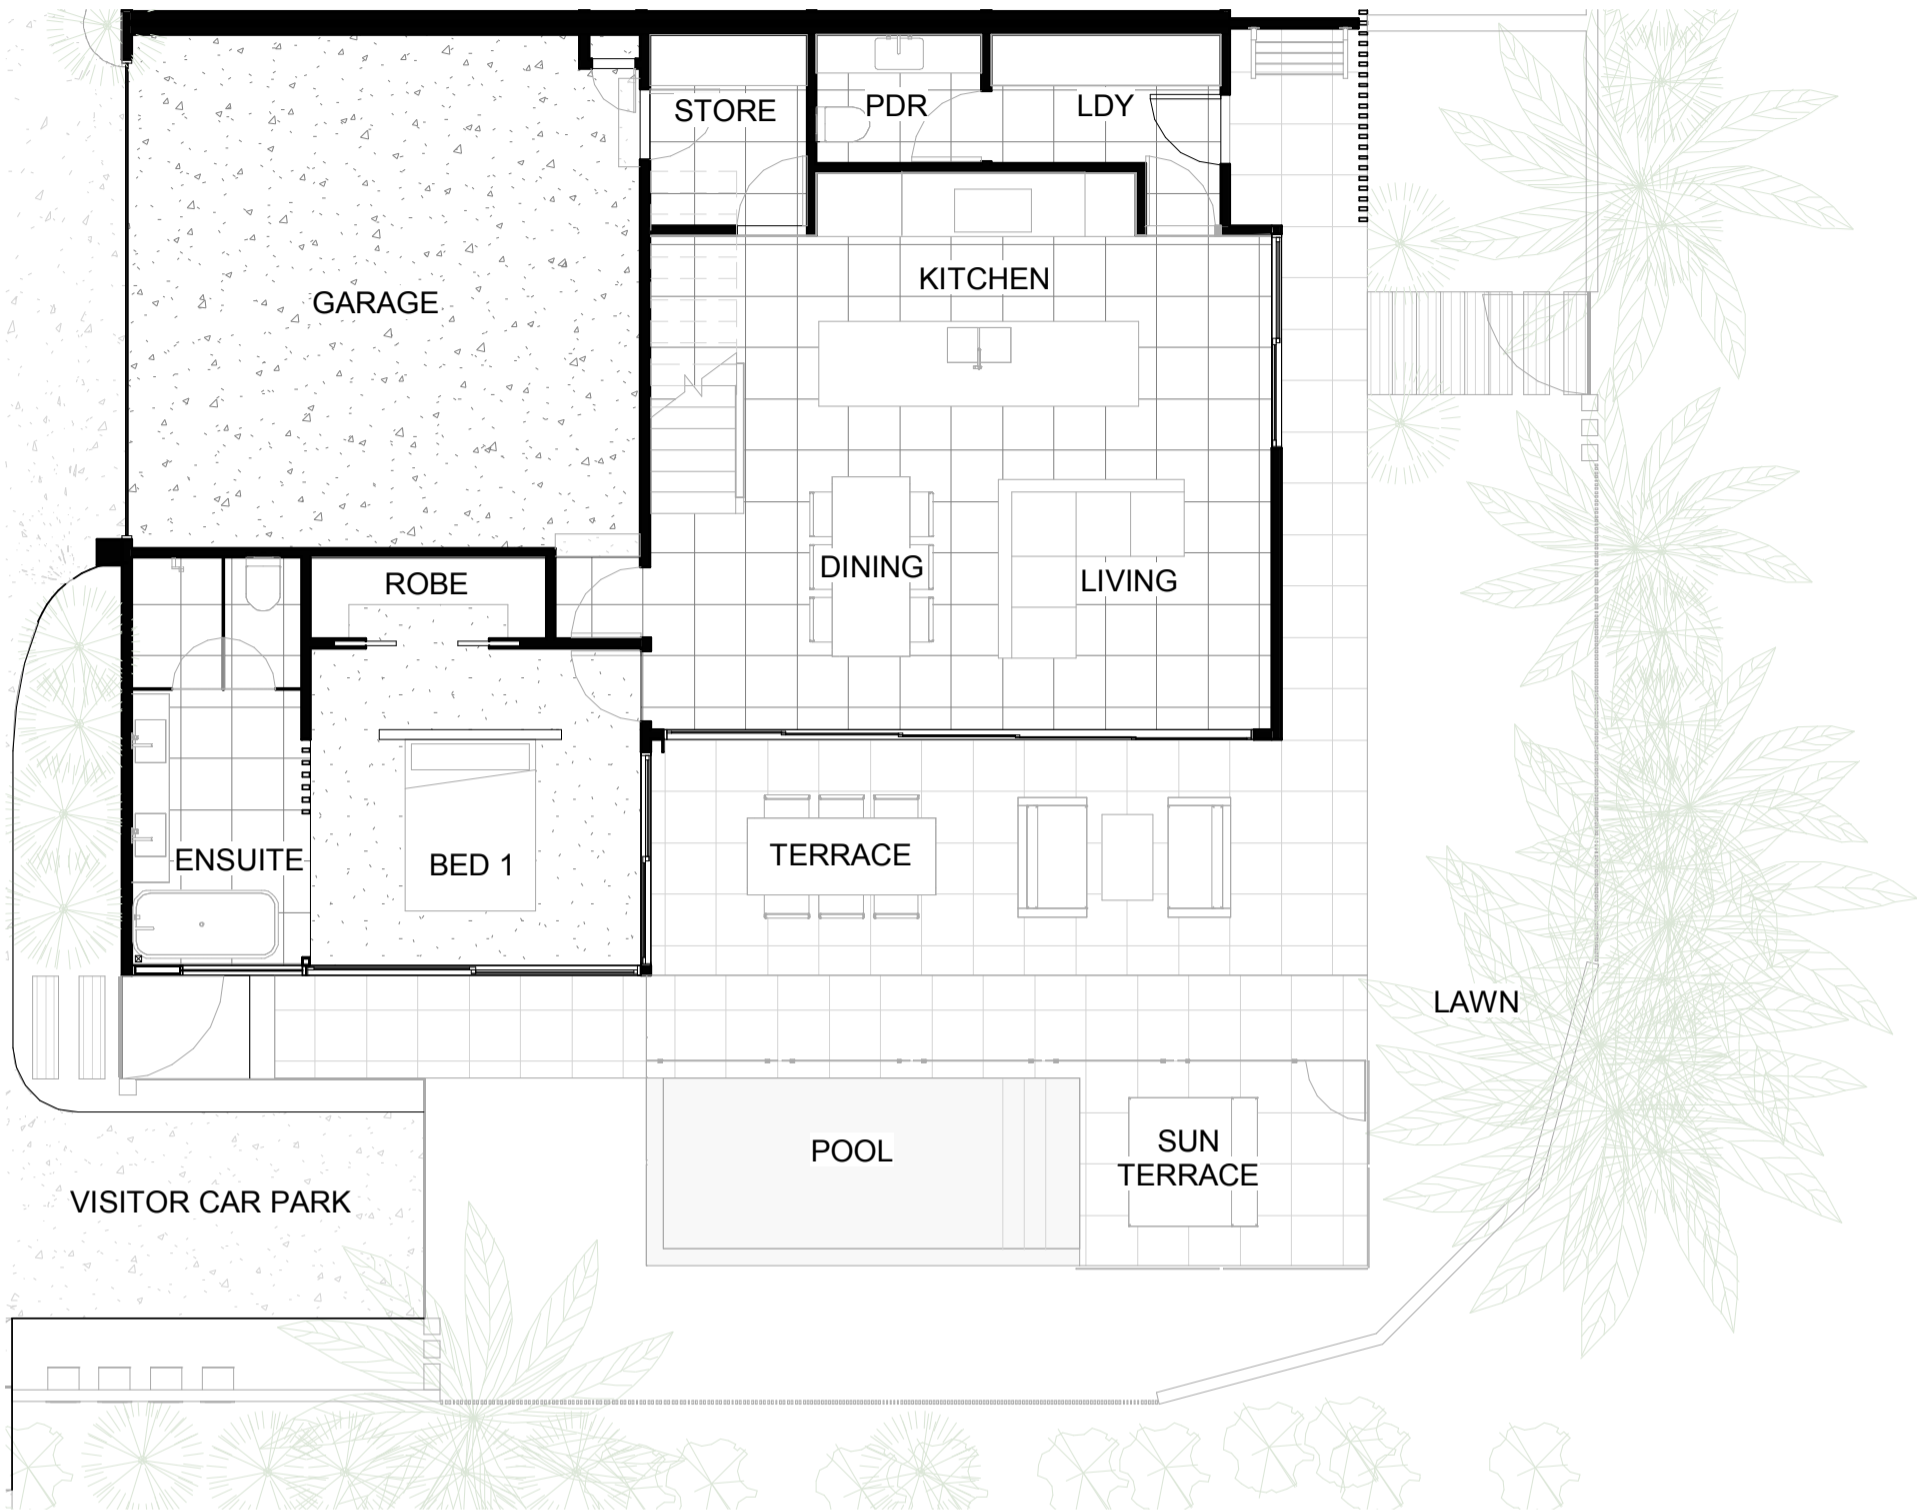 STORE
PDR
LDY
KITCHEN
GARAGE
DINING
LIVING
ROBE
ENSUITE
BED 1
TERRACE
LAWN
POOL
SUN
TERRACE
VISITOR CAR PARK